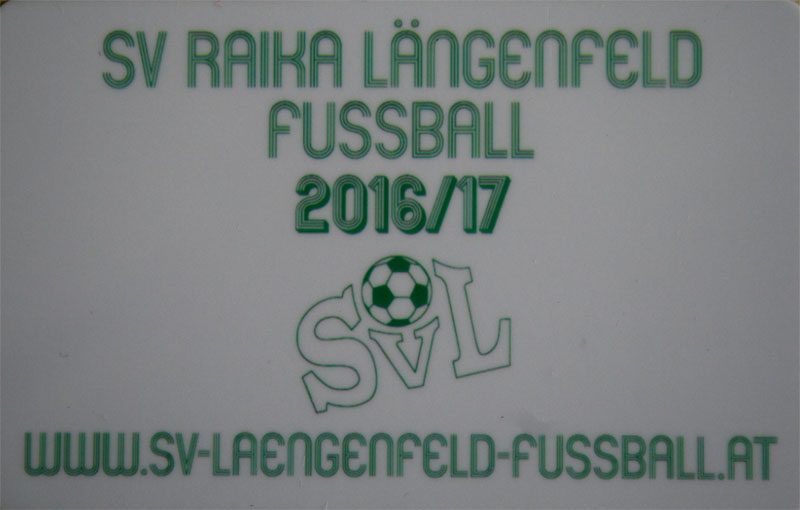 SV RAIKA LÄNGENFELD
FUSSBALL
2016/17
SVL
WWW.SV-LAENGENFELD-FUSSBALL.AT